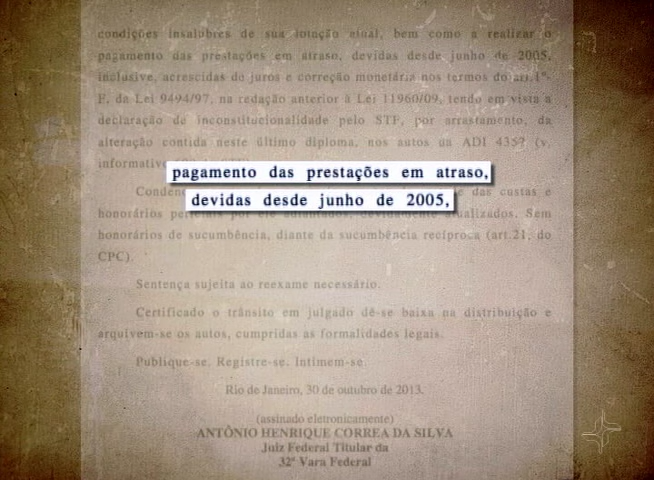 condições insalubres de sua lotação atual, bem como a realizar o
pagamento das prestações em atraso, devidas desde junho de 2005,
inclusive, acrescidas de juros e correção monetária nos termos do art.1º-
F, da Lei 9494/97, na redação anterior à Lei 11960/09, tendo em vista a
declaração de inconstitucionalidade pelo STF, por arrastamento, da
alteração contida neste último diploma, nos autos da ADI 4357 (v.
informativo
pagamento das prestações em atraso,
Conden das custas e
devidas desde junho de 2005,
honorários periciais por ele adiantados, devidamente atualizados. Sem
honorários de sucumbência, diante da sucumbência recíproca (art.21, do
CPC).
Sentença sujeita ao reexame necessário.
Certificado o trânsito em julgado dê-se baixa na distribuição e
arquivem-se os autos, cumpridas as formalidades legais.
Publique-se. Registre-se. Intimem-se.
Rio de Janeiro, 30 de outubro de 2013.
(assinado eletronicamente)
ANTÔNIO HENRIQUE CORREA DA SILVA
Juiz Federal Titular da
32ª Vara Federal